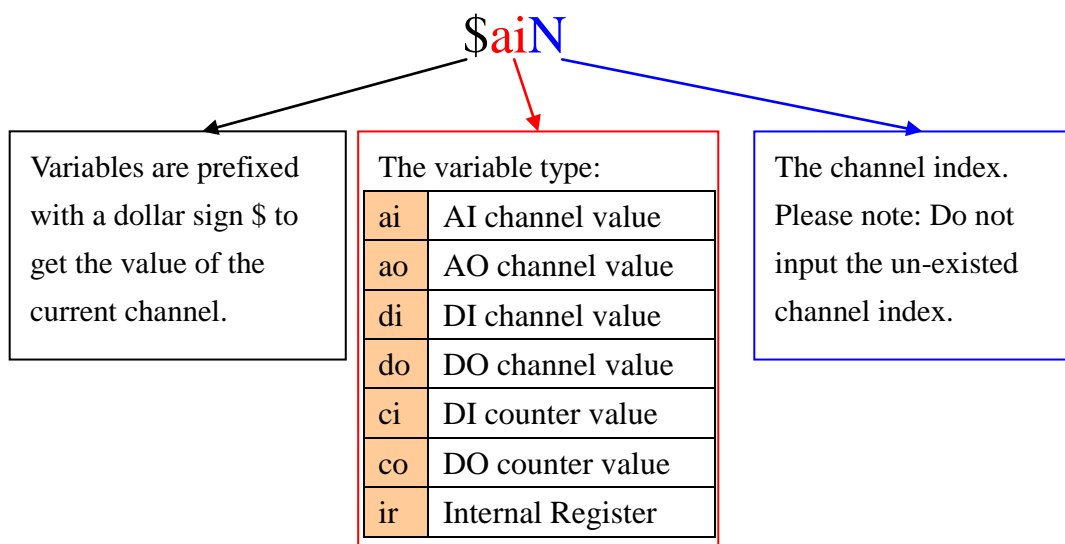 $aiN
Variables are prefixed
with a dollar sign $ to
get the value of the
current channel.
The variable type:
ai AI channel value
ao AO channel value
di DI channel value
do DO channel value
ci DI counter value
co DO counter value
ir Internal Register
The channel index.
Please note: Do not
input the un-existed
channel index.